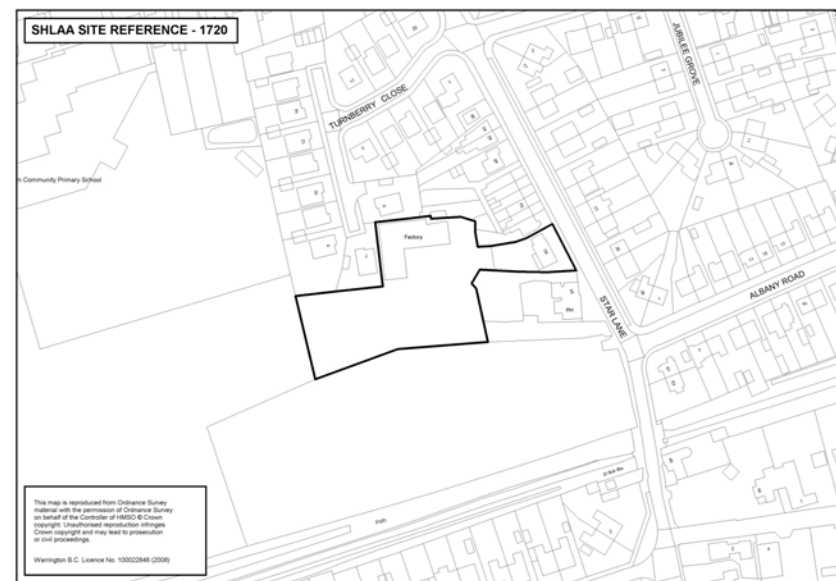 SHLAA SITE REFERENCE - 1720
JUBILEE GROVE
TURNBERRY CLOSE
Community Primary School
Factory
PH
STAR LANE
ALBANY ROAD
El Sub Sta
Path
This map is reproduced from Ordnance Survey
material with the permission of Ordnance Survey
on behalf of the Controller of HMSO © Crown
copyright. Unauthorised reproduction infringes
Crown copyright and may lead to prosecution
or civil proceedings.
Warrington B.C. Licence No. 100022848 (2008)